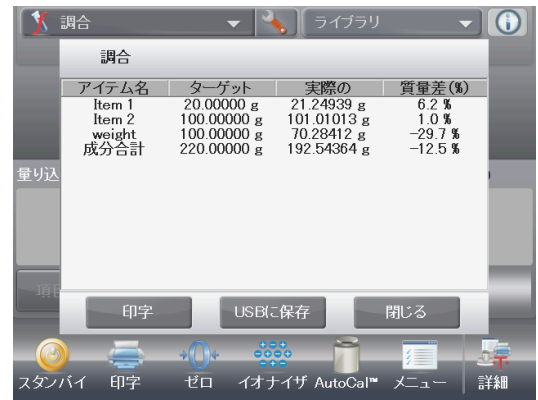 調合
ライブラリ
調合
アイテム名 ターゲット 実際の 質量差(%)
Item 1 20.00000 g 21.24939 g 6.2 %
Item 2 100.00000 g 101.01013 g 1.0 %
weight 100.00000 g 70.28412 g -29.7 %
成分合計 220.00000 g 192.54364 g -12.5 %
量り込
項目
印字 USBに保存 閉じる
スタンバイ 印字 ゼロ イオナイザ AutoCal™ メニュー 詳細